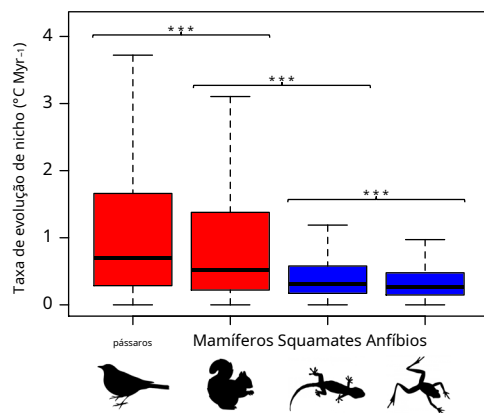 Taxa de evolução de nicho (°C Myr-1)
4
3
2
1
0
***
***
***
pássaros
Mamíferos Squamates Anfíbios